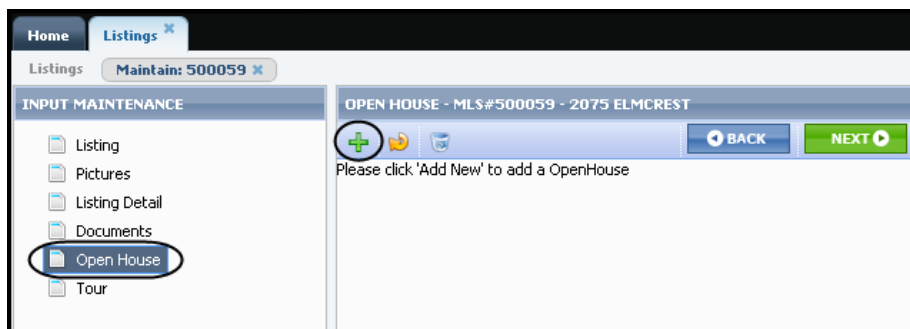 Home Listings
Listings Maintain: 500059
INPUT MAINTENANCE
Listing
Pictures
Listing Detail
Documents
Open House
Tour
OPEN HOUSE - MLS#500059 - 2075 ELMCREST
BACK NEXT
Please click 'Add New' to add a OpenHouse